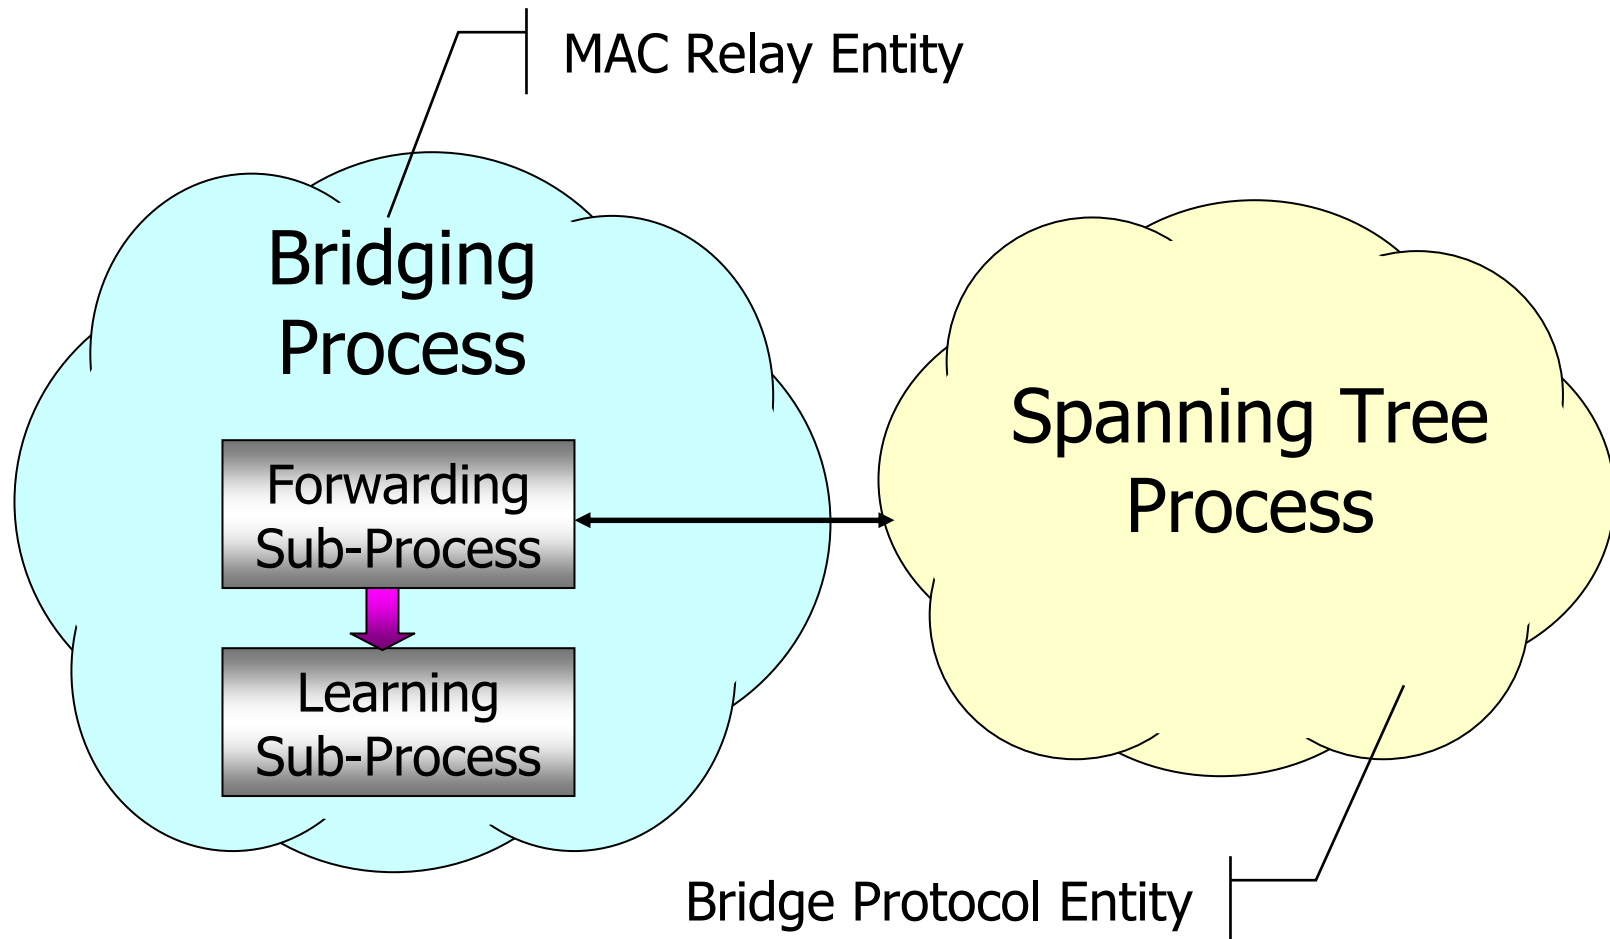 MAC Relay Entity
Bridging
Process
Forwarding
Sub-Process
Learning
Sub-Process
Spanning Tree
Process
Bridge Protocol Entity